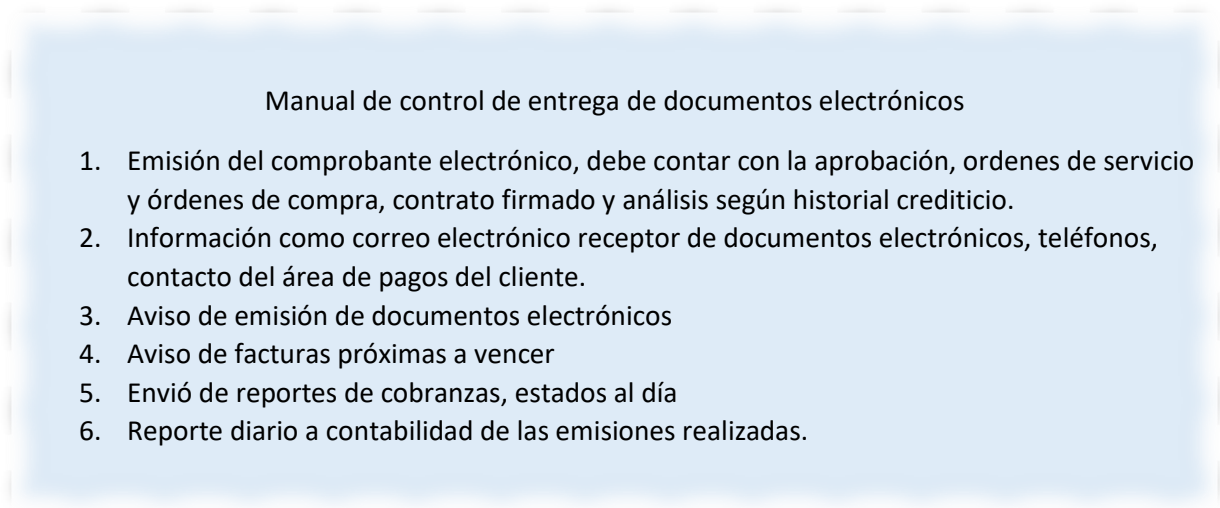 Manual de control de entrega de documentos electrónicos
1. Emisión del comprobante electrónico, debe contar con la aprobación, ordenes de servicio
y órdenes de compra, contrato firmado y análisis según historial crediticio.
2. Información como correo electrónico receptor de documentos electrónicos, teléfonos,
contacto del área de pagos del cliente.
3. Aviso de emisión de documentos electrónicos
4. Aviso de facturas próximas a vencer
5. Envió de reportes de cobranzas, estados al día
6. Reporte diario a contabilidad de las emisiones realizadas.